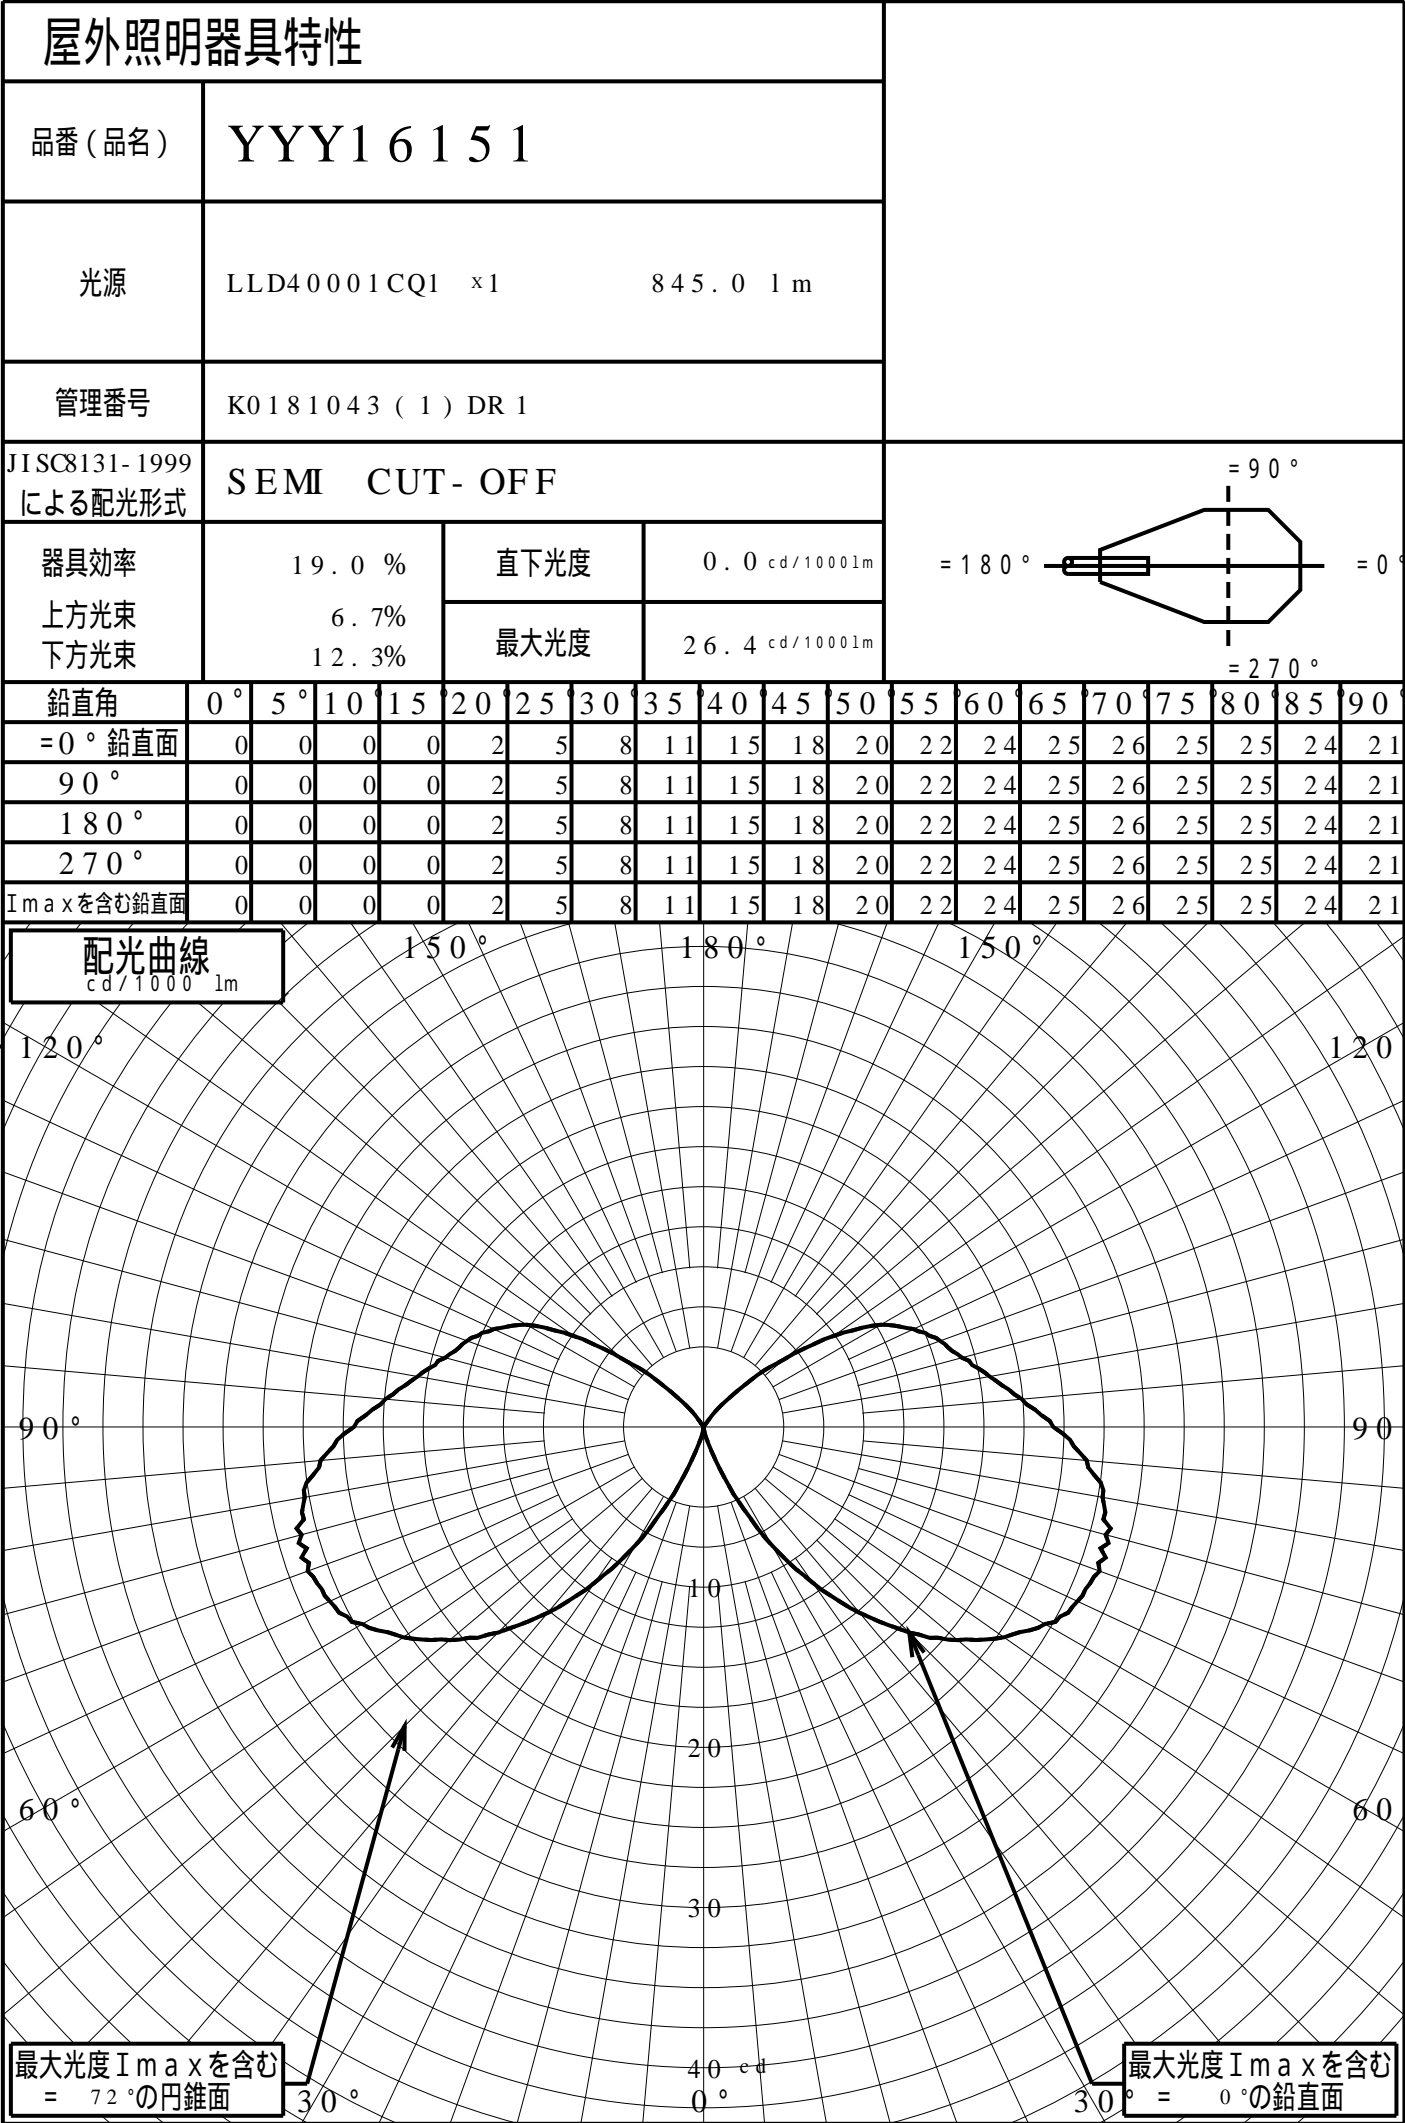 屋外照明器具特性
品番(品名) YYY16151
光源 LLD40001CQ1 x1 845.0 lm
管理番号 K0181043(1)DR1
JISC8131-1999
による配光形式 SEMI CUT-OFF
器具効率 19.0 %
上方光束 6.7%
下方光束 12.3%
直下光度 0.0 cd/1000lm
最大光度 26.4 cd/1000lm
=90°
=180°
=0°
=270°
鉛直角 0° 5° 10° 15° 20° 25° 30° 35° 40° 45° 50° 55° 60° 65° 70° 75° 80° 85° 90
=0°鉛直面 0 0 0 0 2 5 8 11 15 18 20 22 24 25 26 25 25 24 21
90° 0 0 0 0 2 5 8 11 15 18 20 22 24 25 26 25 25 24 21
180° 0 0 0 0 2 5 8 11 15 18 20 22 24 25 26 25 25 24 21
270° 0 0 0 0 2 5 8 11 15 18 20 22 24 25 26 25 25 24 21
Imaxを含む鉛直面 0 0 0 0 2 5 8 11 15 18 20 22 24 25 26 25 25 24 21
配光曲線
cd/1000 lm
150° 180° 150°
120° 120
90° 90
10
20
60° 60
30
40 cd
30° 0° 30°
最大光度Imaxを含む
= 72°の円錐面
最大光度Imaxを含む
= 0°の鉛直面